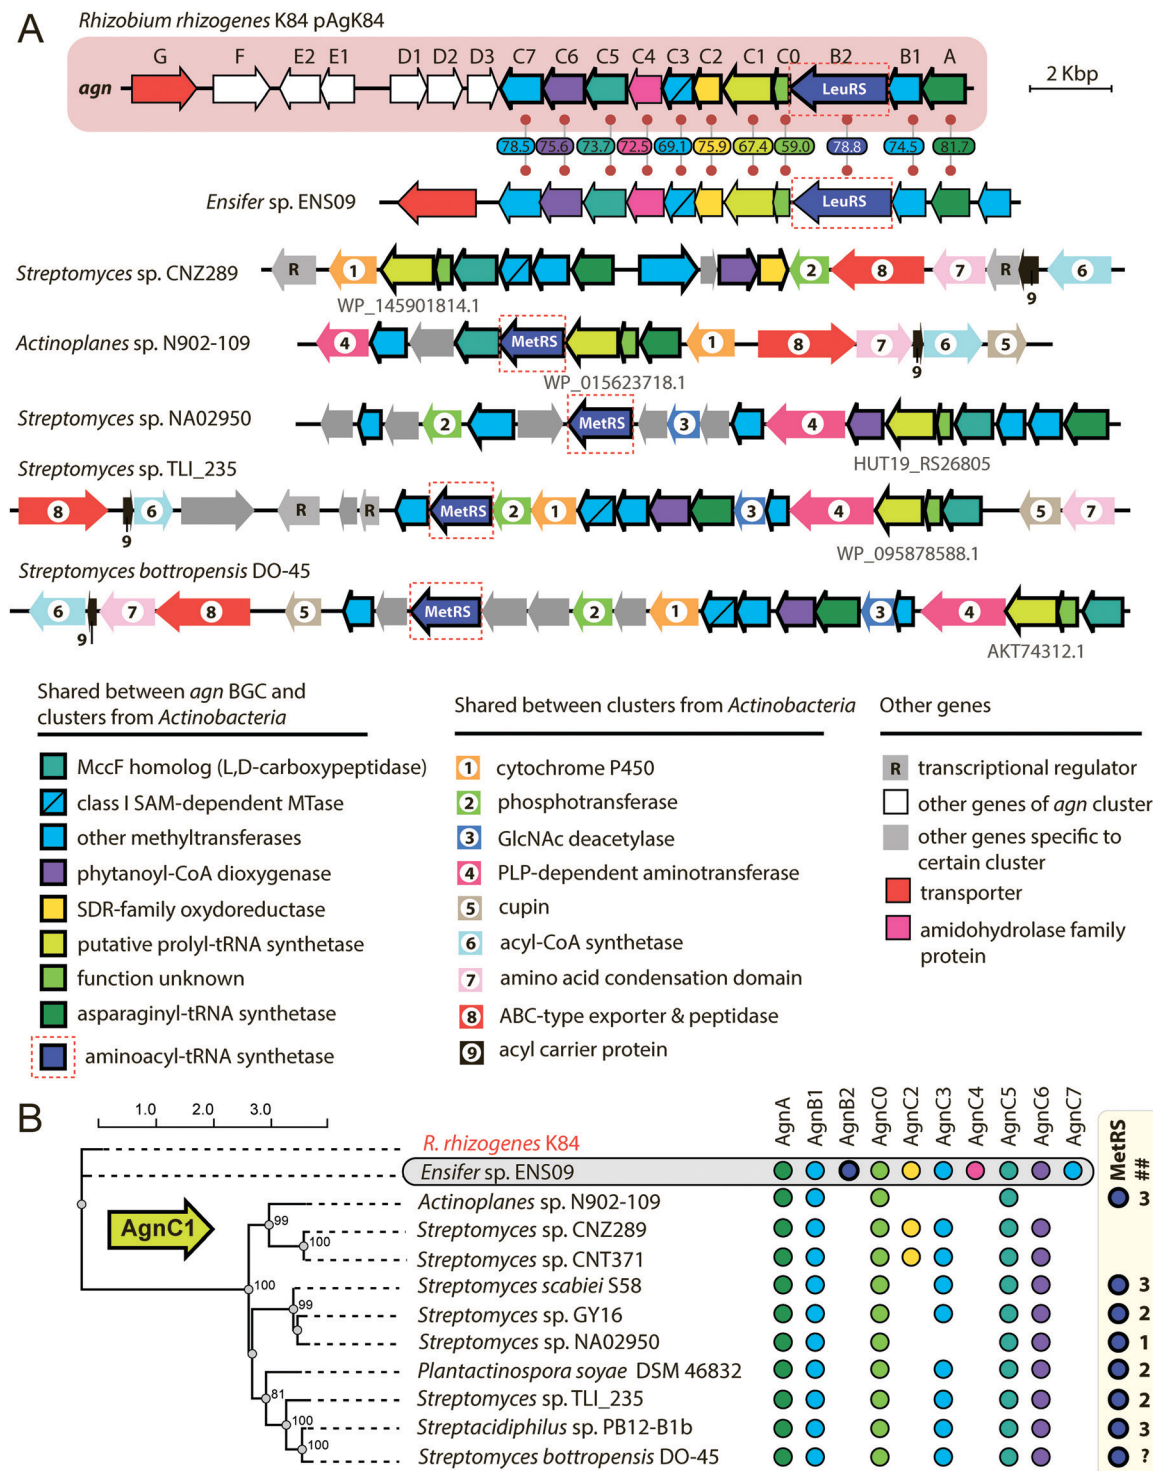 A
Rhizobium rhizogenes K84 pAgK84
G F E2 E1 D1 D2 D3 C7 C6 C5 C4 C3 C2 C1 C0 B2 B1 A
agn LeuRS
2 Kbp
78.5 75.6 73.7 72.5 69.1 75.9 67.4 59.0 78.8 74.5 81.7
Ensifer sp. ENS09 LeuRS
Streptomyces sp. CNZ289 R 1 2 8 7 R 9 6
WP_145901814.1
Actinoplanes sp. N902-109 4 MetRS 1 8 7 9 6 5
WP_015623718.1
Streptomyces sp. NA02950 2 MetRS 3 4
HUT19_RS26805
Streptomyces sp. TLI_235
8 9 6 R R MetRS 2 1 3 4 5 7
WP_095878588.1
Streptomyces bottropensis DO-45
6 9 7 8 5 MetRS 2 1 3 4
AKT74312.1
Shared between agn BGC and
clusters from Actinobacteria
MccF homolog (L,D-carboxypeptidase)
class I SAM-dependent MTase
other methyltransferases
phytanoyl-CoA dioxygenase
SDR-family oxydoreductase
putative prolyl-tRNA synthetase
function unknown
asparaginyl-tRNA synthetase
aminoacyl-tRNA synthetase
Shared between clusters from Actinobacteria
1 cytochrome P450
2 phosphotransferase
3 GlcNAc deacetylase
4 PLP-dependent aminotransferase
5 cupin
6 acyl-CoA synthetase
7 amino acid condensation domain
8 ABC-type exporter & peptidase
9 acyl carrier protein
Other genes
R transcriptional regulator
other genes of agn cluster
other genes specific to
certain cluster
transporter
amidohydrolase family
protein
B
1.0 2.0 3.0
AgnA AgnB1 AgnB2 AgnC0 AgnC2 AgnC3 AgnC4 AgnC5 AgnC6 AgnC7 MetRS ##
R. rhizogenes K84
Ensifer sp. ENS09
Actinoplanes sp. N902-109 3
AgnC1
99
Streptomyces sp. CNZ289
100
Streptomyces sp. CNT371
100
Streptomyces scabiei S58 3
99
Streptomyces sp. GY16 2
Streptomyces sp. NA02950 1
Plantactinospora soyae DSM 46832 2
81
Streptomyces sp. TLI_235 2
100
Streptacidiphilus sp. PB12-B1b 3
100
Streptomyces bottropensis DO-45 ?